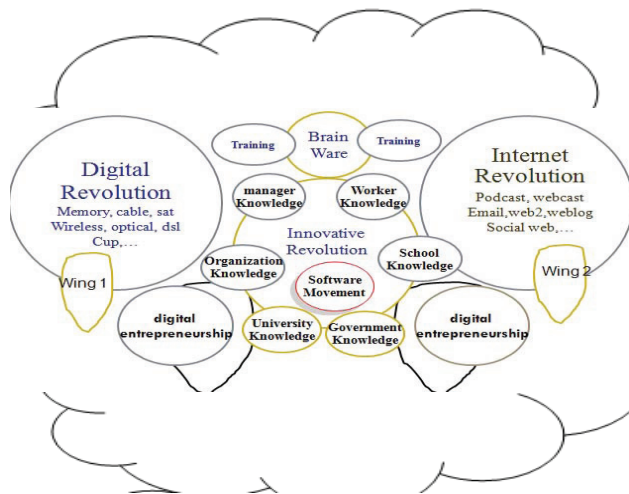 Brain
Ware
Training
Training
Digital
Revolution
Memory, cable, sat
Wireless, optical, dsl
Cup,...
Internet
Revolution
Podcast, webcast
Email,web2,weblog
Social web,...
manager
Knowledge
Worker
Knowledge
Innovative
Revolution
Organization
Knowledge
School
Knowledge
Software
Movement
Wing 1
Wing 2
digital
entrepreneurship
University
Knowledge
Government
Knowledge
digital
entrepreneurship